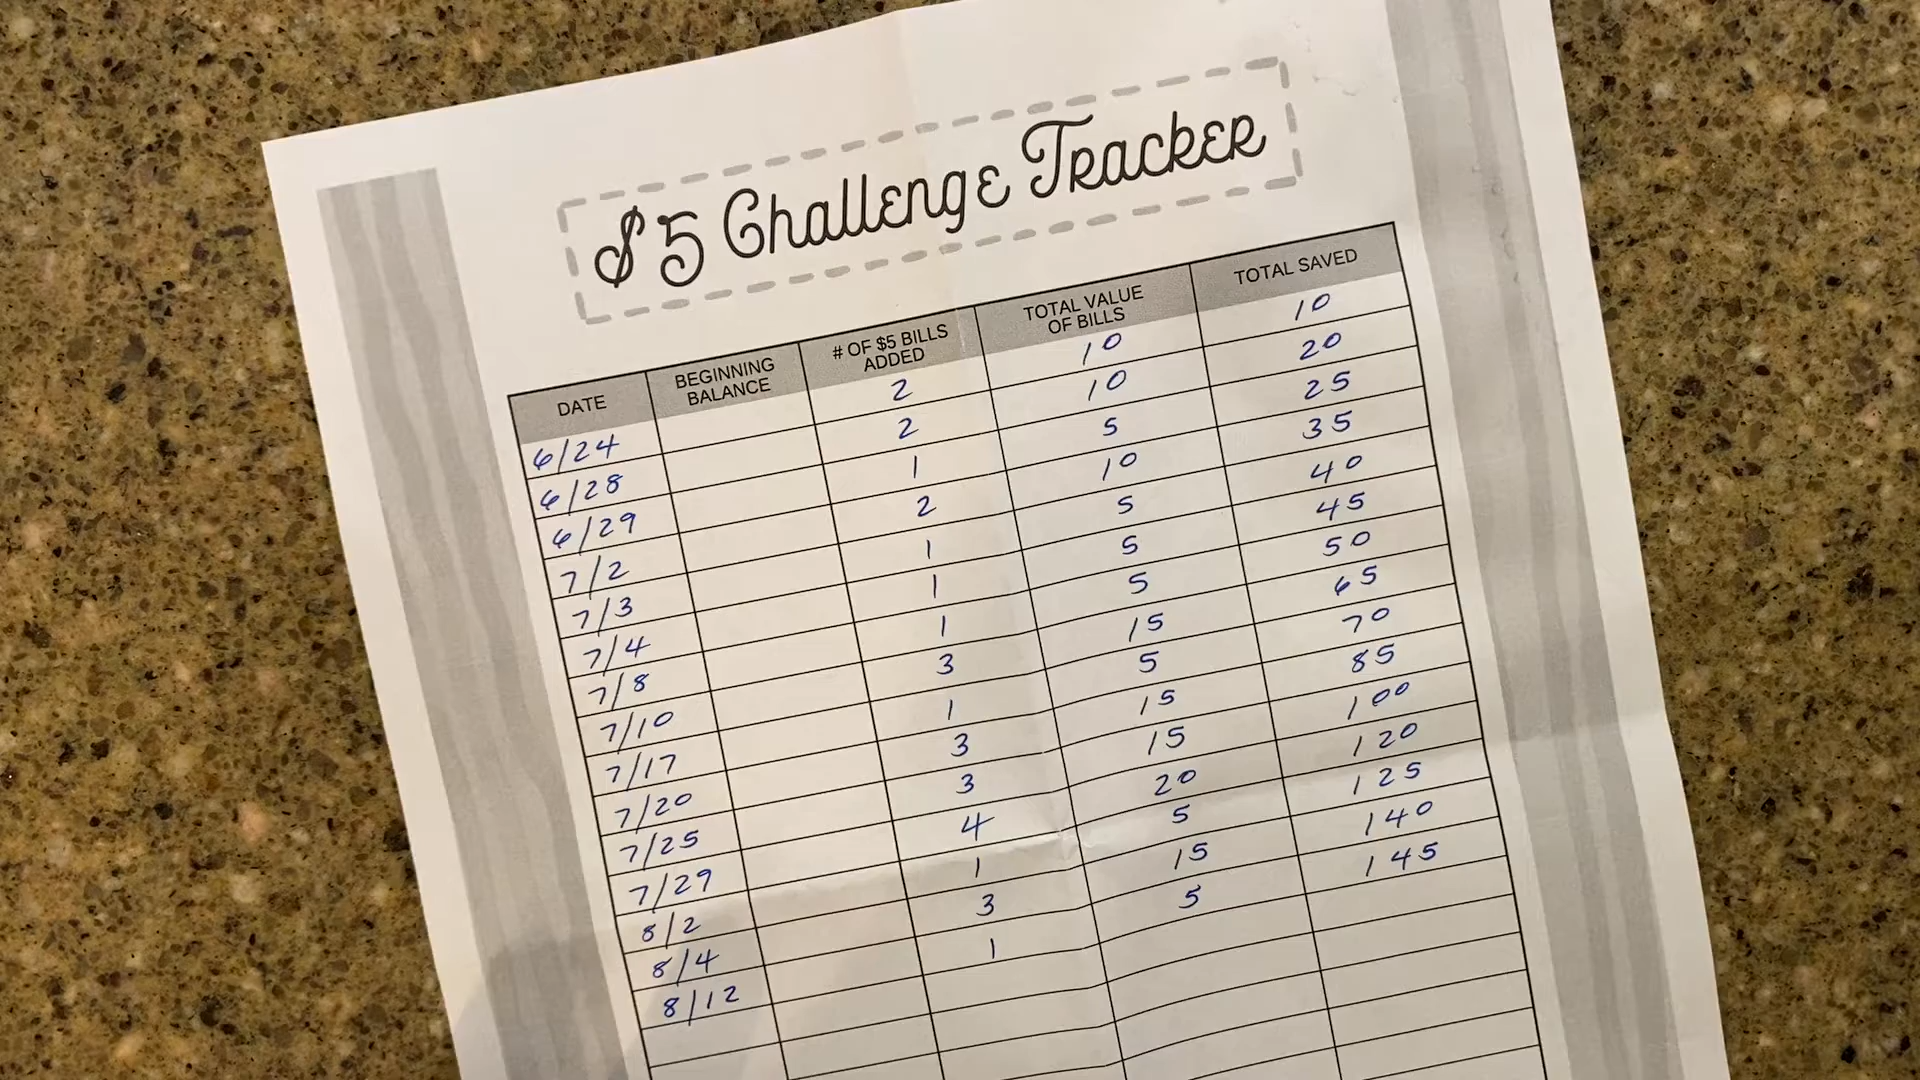 $5 Challenge Tracker
DATE BEGINNING BALANCE # OF $5 BILLS ADDED TOTAL VALUE OF BILLS TOTAL SAVED
6/24 2 10 10
6/28 2 10 20
6/29 1 5 25
7/2 2 10 35
7/3 1 5 40
7/4 1 5 45
7/8 1 5 50
7/10 3 15 65
7/17 1 5 70
7/20 3 15 85
7/25 3 15 100
7/29 4 20 120
8/2 1 5 125
8/4 3 15 140
8/12 1 5 145